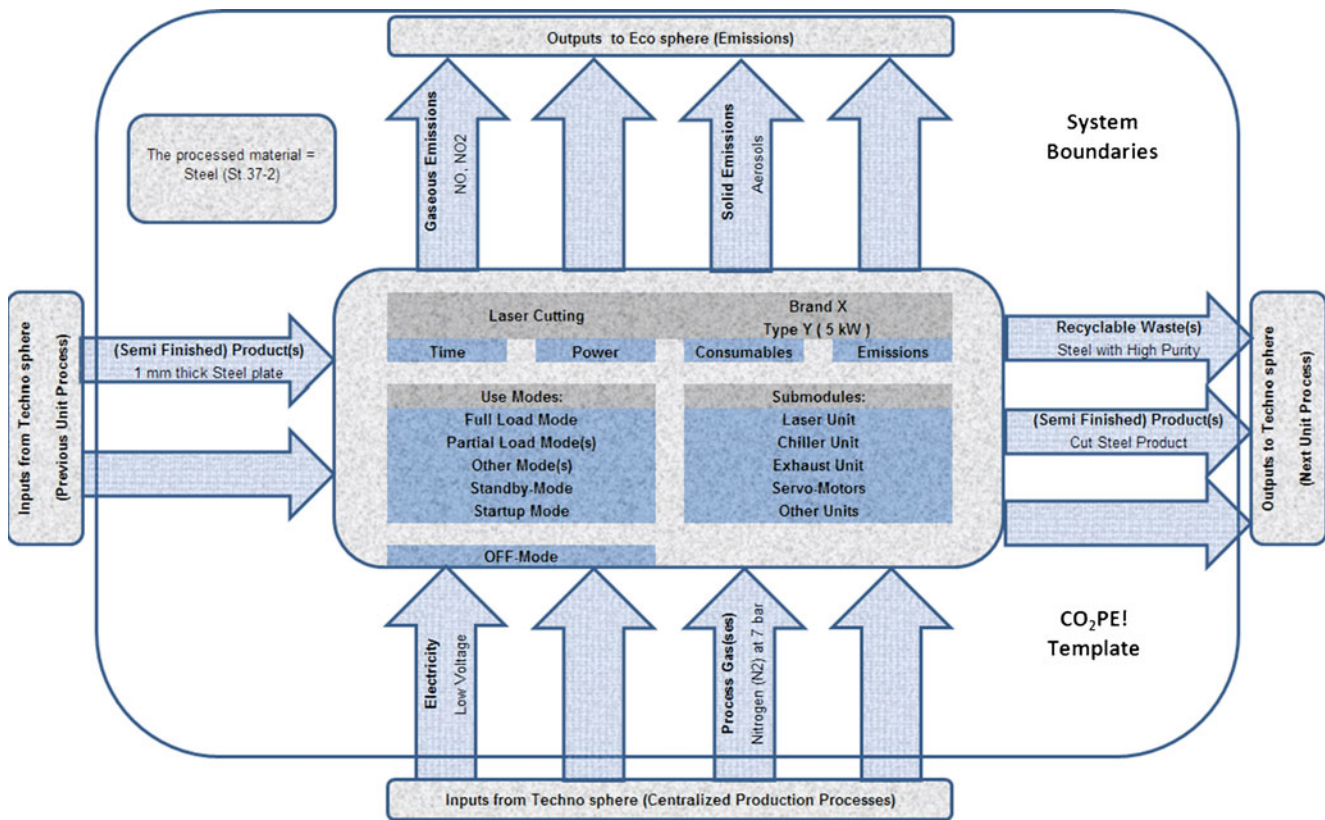 Outputs to Eco sphere (Emissions)
The processed material =
Steel (St.37-2)
Gaseous Emissions
NO, NO2
Solid Emissions
Aerosols
System
Boundaries
Inputs from Techno sphere
(Previous Unit Process)
(Semi Finished) Product(s)
1 mm thick Steel plate
Laser Cutting
Brand X
Type Y ( 5 kW )
Time
Power
Consumables
Emissions
Use Modes:
Full Load Mode
Partial Load Mode(s)
Other Mode(s)
Standby-Mode
Startup Mode
OFF-Mode
Submodules:
Laser Unit
Chiller Unit
Exhaust Unit
Servo-Motors
Other Units
Recyclable Waste(s)
Steel with High Purity
(Semi Finished) Product(s)
Cut Steel Product
Outputs to Techno sphere
(Next Unit Process)
Electricity
Low Voltage
Process Gas(ses)
Nitrogen (N2) at 7 bar
CO₂PE!
Template
Inputs from Techno sphere (Centralized Production Processes)